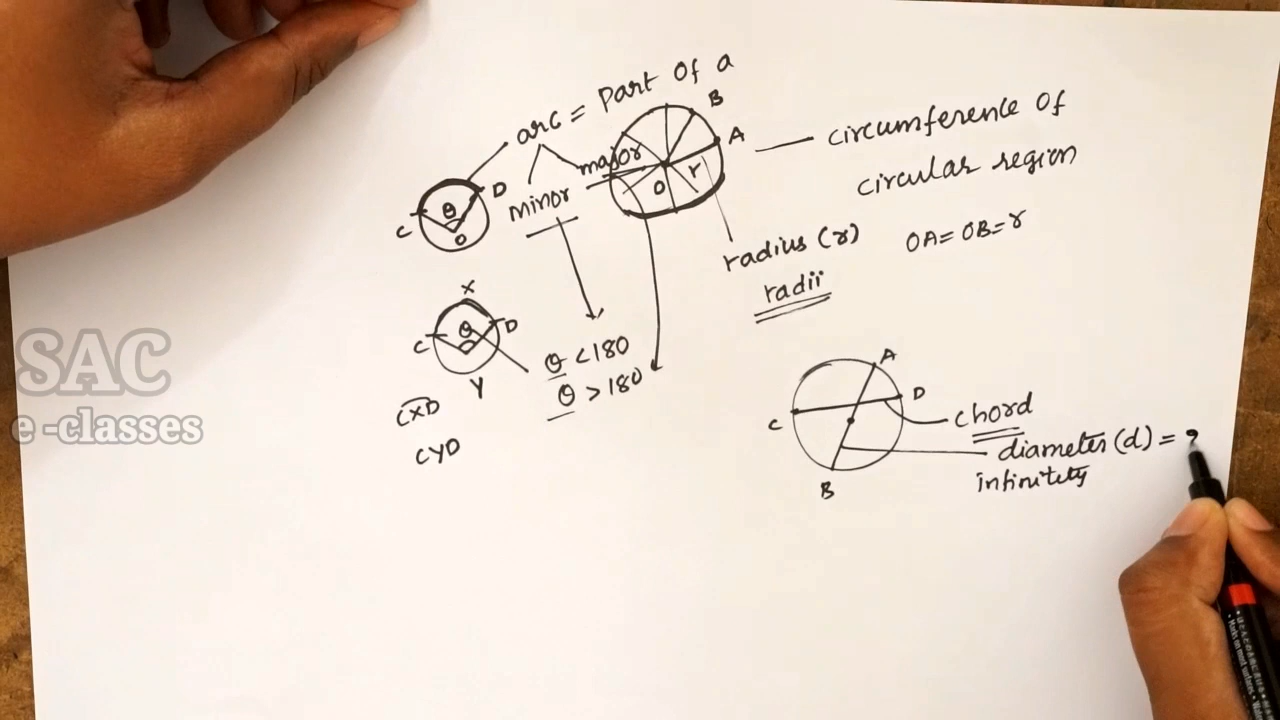 arc = Part Of a
B
A
circumference Of
circular region
major
minor
O
r
D
C
θ
O
radius (r)
radii
OA = OB = r
X
C
D
θ
Y
θ < 180
θ > 180
CXD
CYD
A
D
C
B
chord
diameter (d) =
infinitely
SAC
e -classes